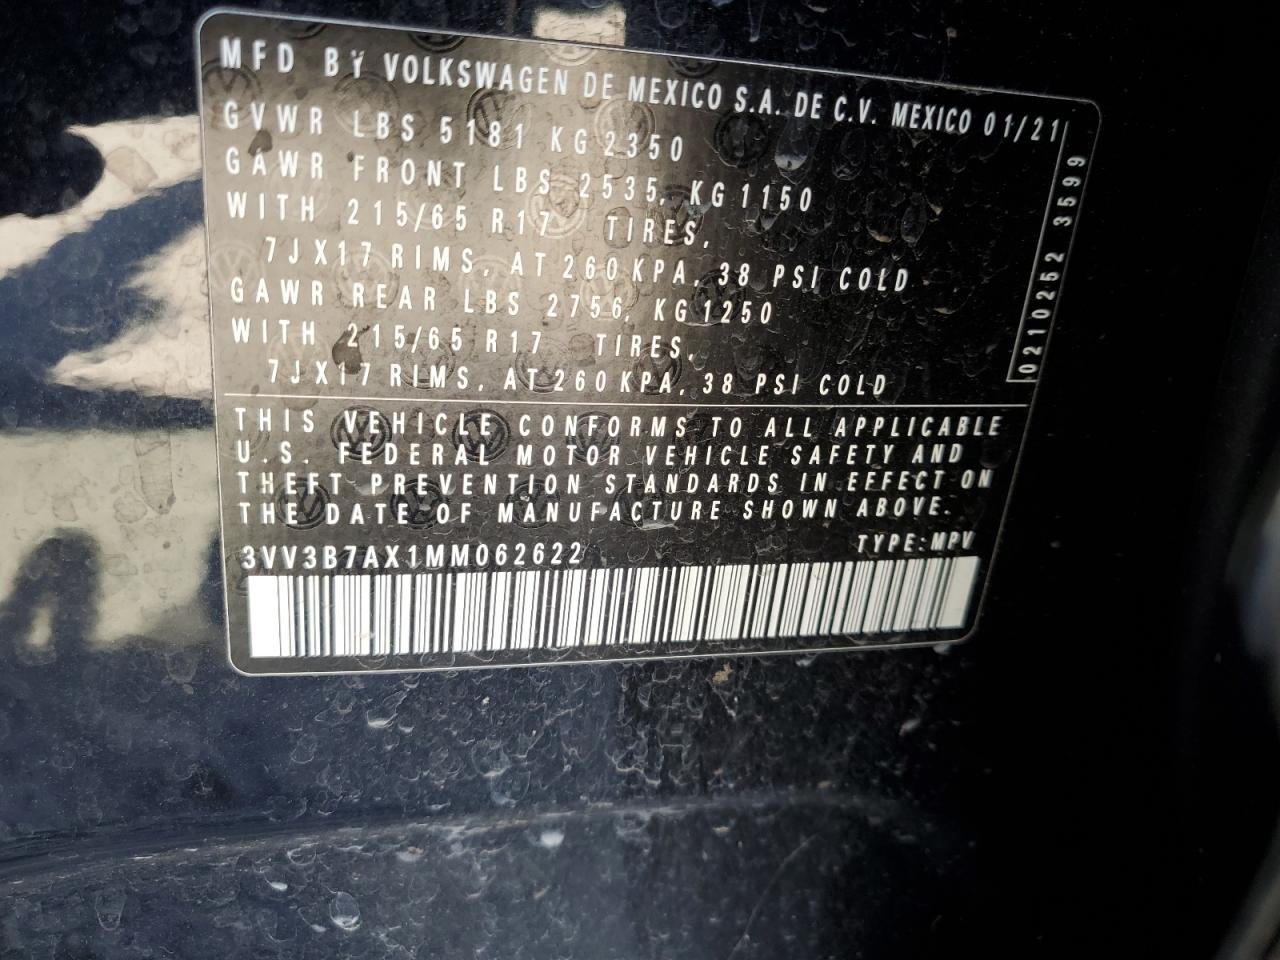 MFD BY VOLKSWAGEN DE MEXICO S.A. DE C.V. MEXICO 01/21
GVWR LBS 5181 KG 2350
GAWR FRONT LBS 2535, KG 1150
WITH 215/65 R17 TIRES,
7JX17 RIMS, AT 260 KPA, 38 PSI COLD
GAWR REAR LBS 2756, KG 1250
WITH 215/65 R17 TIRES,
7JX17 RIMS, AT 260 KPA, 38 PSI COLD
0210252 3599
THIS VEHICLE CONFORMS TO ALL APPLICABLE
U.S. FEDERAL MOTOR VEHICLE SAFETY AND
THEFT PREVENTION STANDARDS IN EFFECT ON
THE DATE OF MANUFACTURE SHOWN ABOVE.
3VV3B7AX1MM062622 TYPE:MPV